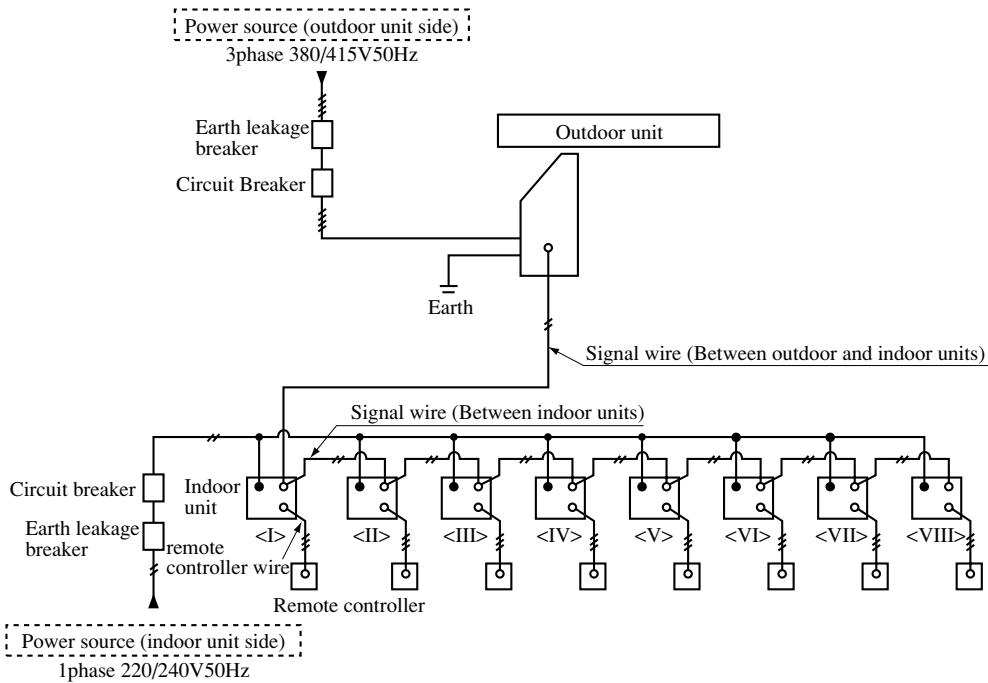 Power source (outdoor unit side)
3phase 380/415V50Hz
Earth leakage
breaker
Circuit Breaker
Outdoor unit
Earth
Signal wire (Between outdoor and indoor units)
Signal wire (Between indoor units)
Circuit breaker
Indoor
unit
Earth leakage
breaker
<I>
<II>
<III>
<IV>
<V>
<VI>
<VII>
<VIII>
remote
controller wire
Remote controller
Power source (indoor unit side)
1phase 220/240V50Hz